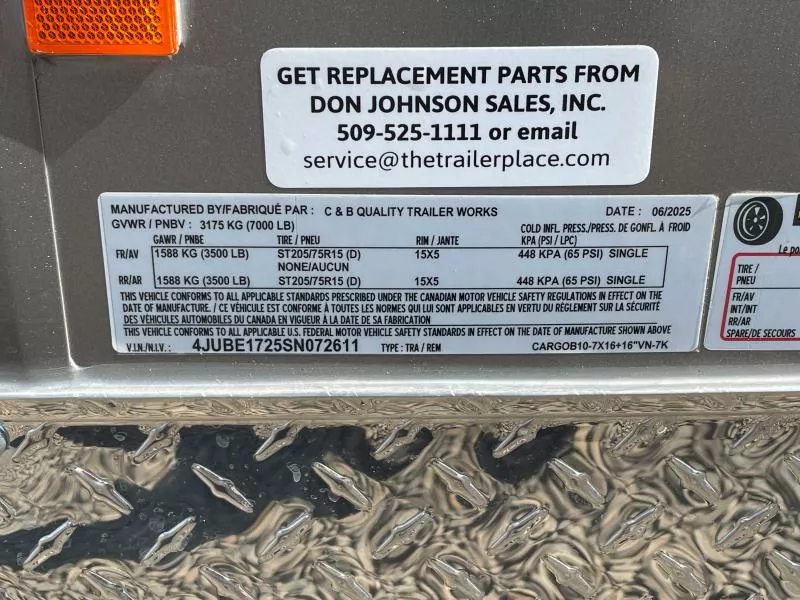 GET REPLACEMENT PARTS FROM
DON JOHNSON SALES, INC.
509-525-1111 or email
service@thetrailerplace.com
MANUFACTURED BY/FABRIQUÉ PAR : C & B QUALITY TRAILER WORKS DATE : 06/2025
GVWR / PNBV : 3175 KG (7000 LB) COLD INFL. PRESS./PRESS. DE GONFL. À FROID
GAWR / PNBE TIRE / PNEU RIM / JANTE KPA (PSI / LPC)
FR/AV 1588 KG (3500 LB) ST205/75R15 (D) 15X5 448 KPA (65 PSI) SINGLE
NONE/AUCUN
RR/AR 1588 KG (3500 LB) ST205/75R15 (D) 15X5 448 KPA (65 PSI) SINGLE
THIS VEHICLE CONFORMS TO ALL APPLICABLE STANDARDS PRESCRIBED UNDER THE CANADIAN MOTOR VEHICLE SAFETY REGULATIONS IN EFFECT ON THE
DATE OF MANUFACTURE. / CE VÉHICULE EST CONFORME À TOUTES LES NORMES QUI LUI SONT APPLICABLES EN VERTU DU RÈGLEMENT SUR LA SÉCURITÉ
DES VÉHICULES AUTOMOBILES DU CANADA EN VIGUEUR À LA DATE DE SA FABRICATION
THIS VEHICLE CONFORMS TO ALL APPLICABLE U.S. FEDERAL MOTOR VEHICLE SAFETY STANDARDS IN EFFECT ON THE DATE OF MANUFACTURE SHOWN ABOVE
V.I.N./N.I.V.: 4JUBE1725SN072611 TYPE : TRA / REM CARGOB10-7X16+16"VN-7K
TIRE /
PNEU
FR/AV
INT/INT
RR/AR
SPARE/DE SECOURS